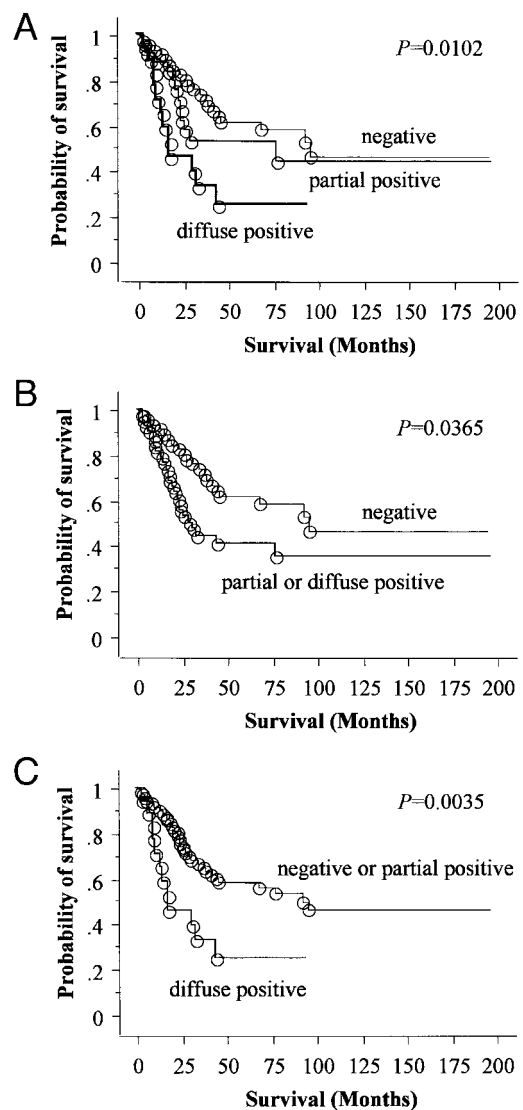 A
Probability of survival
1
.8
.6
.4
.2
0
P=0.0102
negative
partial positive
diffuse positive
0 25 50 75 100 125 150 175 200
Survival (Months)
B
Probability of survival
1
.8
.6
.4
.2
0
P=0.0365
negative
partial or diffuse positive
0 25 50 75 100 125 150 175 200
Survival (Months)
C
Probability of survival
1
.8
.6
.4
.2
0
P=0.0035
negative or partial positive
diffuse positive
0 25 50 75 100 125 150 175 200
Survival (Months)